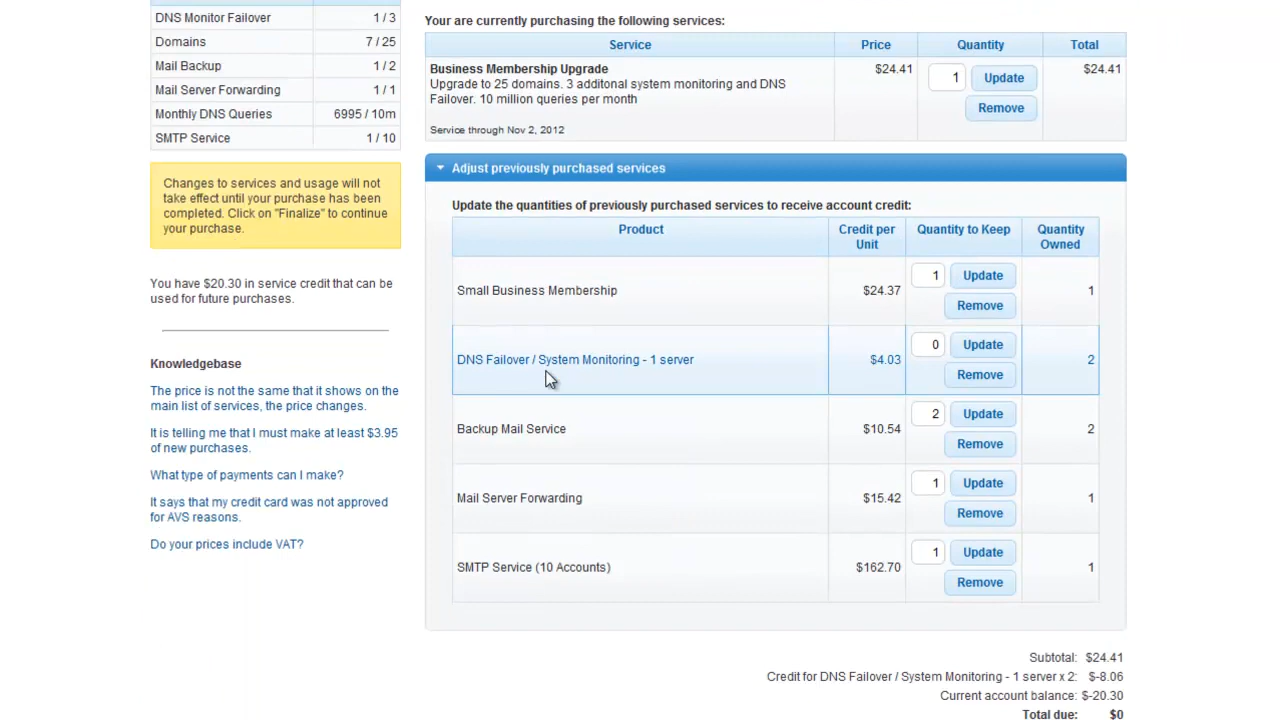 DNS Monitor Failover 1 / 3
Domains 7 / 25
Mail Backup 1 / 2
Mail Server Forwarding 1 / 1
Monthly DNS Queries 6995 / 10m
SMTP Service 1 / 10
Changes to services and usage will not
take effect until your purchase has been
completed. Click on "Finalize" to continue
your purchase.
You have $20.30 in service credit that can be
used for future purchases.
Knowledgebase
The price is not the same that it shows on the
main list of services, the price changes.
It is telling me that I must make at least $3.95
of new purchases.
What type of payments can I make?
It says that my credit card was not approved
for AVS reasons.
Do your prices include VAT?
Your are currently purchasing the following services:
Service Price Quantity Total
Business Membership Upgrade $24.41 1 Update $24.41
Upgrade to 25 domains. 3 additonal system monitoring and DNS
Failover. 10 million queries per month
Remove
Service through Nov 2, 2012
Adjust previously purchased services
Update the quantities of previously purchased services to receive account credit:
Product Credit per Unit Quantity to Keep Quantity Owned
Small Business Membership $24.37 1 Update Remove 1
DNS Failover / System Monitoring - 1 server $4.03 0 Update Remove 2
Backup Mail Service $10.54 2 Update Remove 2
Mail Server Forwarding $15.42 1 Update Remove 1
SMTP Service (10 Accounts) $162.70 1 Update Remove 1
Subtotal: $24.41
Credit for DNS Failover / System Monitoring - 1 server x 2: $-8.06
Current account balance: $-20.30
Total due: $0